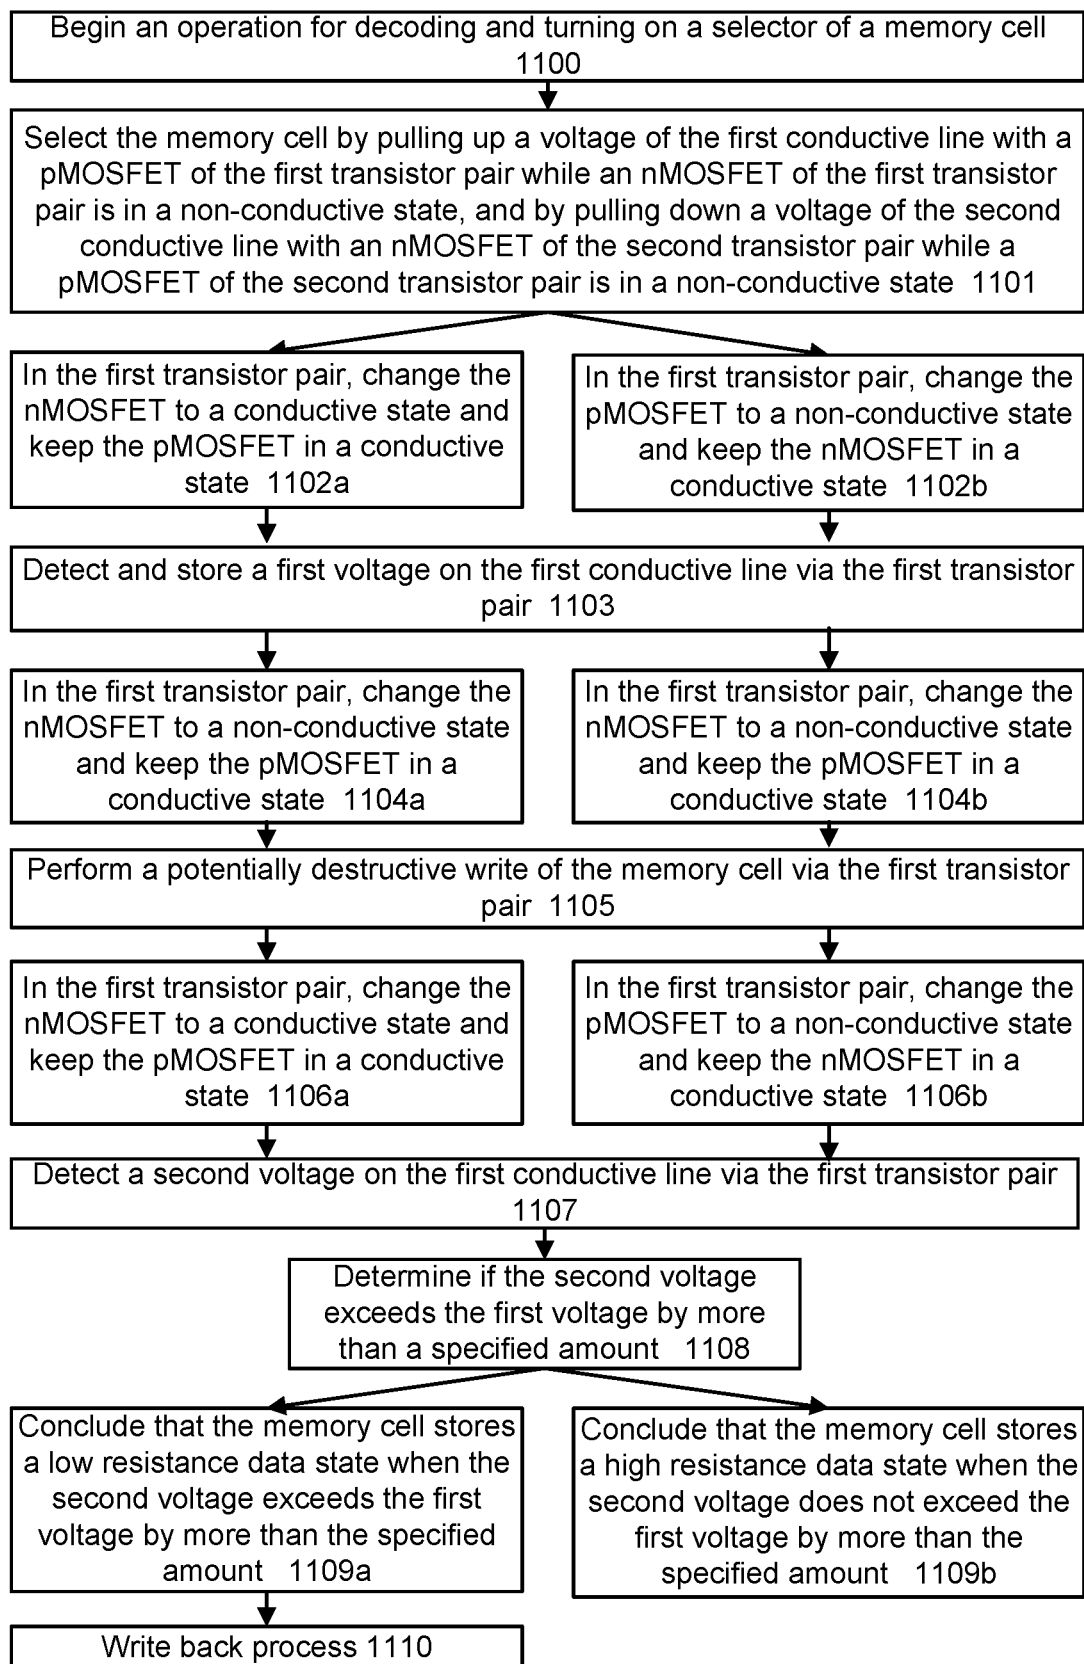 Begin an operation for decoding and turning on a selector of a memory cell
1100
Select the memory cell by pulling up a voltage of the first conductive line with a
pMOSFET of the first transistor pair while an nMOSFET of the first transistor
pair is in a non-conductive state, and by pulling down a voltage of the second
conductive line with an nMOSFET of the second transistor pair while a
pMOSFET of the second transistor pair is in a non-conductive state 1101
In the first transistor pair, change the
nMOSFET to a conductive state and
keep the pMOSFET in a conductive
state 1102a
In the first transistor pair, change the
pMOSFET to a non-conductive state
and keep the nMOSFET in a
conductive state 1102b
Detect and store a first voltage on the first conductive line via the first transistor
pair 1103
In the first transistor pair, change the
nMOSFET to a non-conductive state
and keep the pMOSFET in a
conductive state 1104a
In the first transistor pair, change the
nMOSFET to a non-conductive state
and keep the pMOSFET in a
conductive state 1104b
Perform a potentially destructive write of the memory cell via the first transistor
pair 1105
In the first transistor pair, change the
nMOSFET to a conductive state and
keep the pMOSFET in a conductive
state 1106a
In the first transistor pair, change the
pMOSFET to a non-conductive state
and keep the nMOSFET in a
conductive state 1106b
Detect a second voltage on the first conductive line via the first transistor pair
1107
Determine if the second voltage
exceeds the first voltage by more
than a specified amount 1108
Conclude that the memory cell stores
a low resistance data state when the
second voltage exceeds the first
voltage by more than the specified
amount 1109a
Conclude that the memory cell stores
a high resistance data state when the
second voltage does not exceed the
first voltage by more than the
specified amount 1109b
Write back process 1110